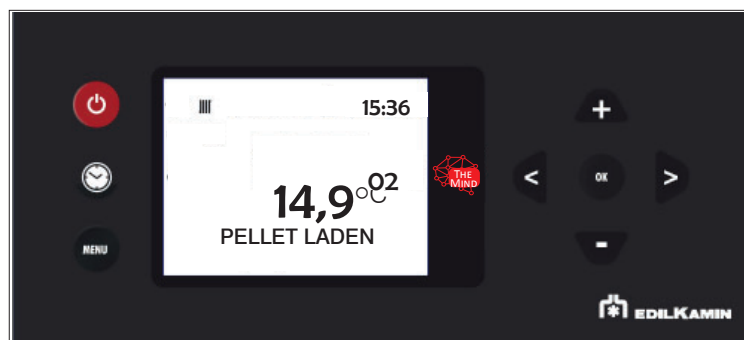 15:36
14,9°C 02
PELLET LADEN
THE
MIND
MENU
<
OK
>
+
-
EDILKAMIN